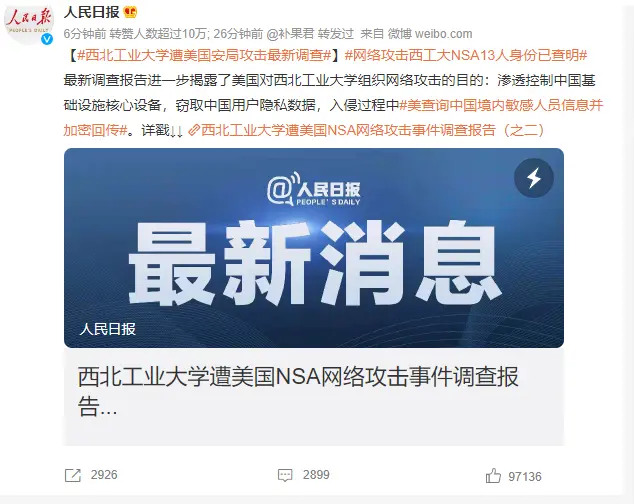 人民日报
人民日报
6分钟前 转赞人数超过10万; 26分钟前 @补果君 转发过 来自 微博 weibo.com
【#西北工业大学遭美国安局攻击最新调查#】#网络攻击西工大NSA13人身份已查明#
最新调查报告进一步揭露了美国对西北工业大学组织网络攻击的目的：渗透控制中国基
础设施核心设备，窃取中国用户隐私数据，入侵过程中#美查询中国境内敏感人员信息并
加密回传#。详戳↓↓ 西北工业大学遭美国NSA网络攻击事件调查报告（之二）
@人民日报
PEOPLE'S DAILY
最新消息
人民日报
西北工业大学遭美国NSA网络攻击事件调查报
告...
2926 2899 97136